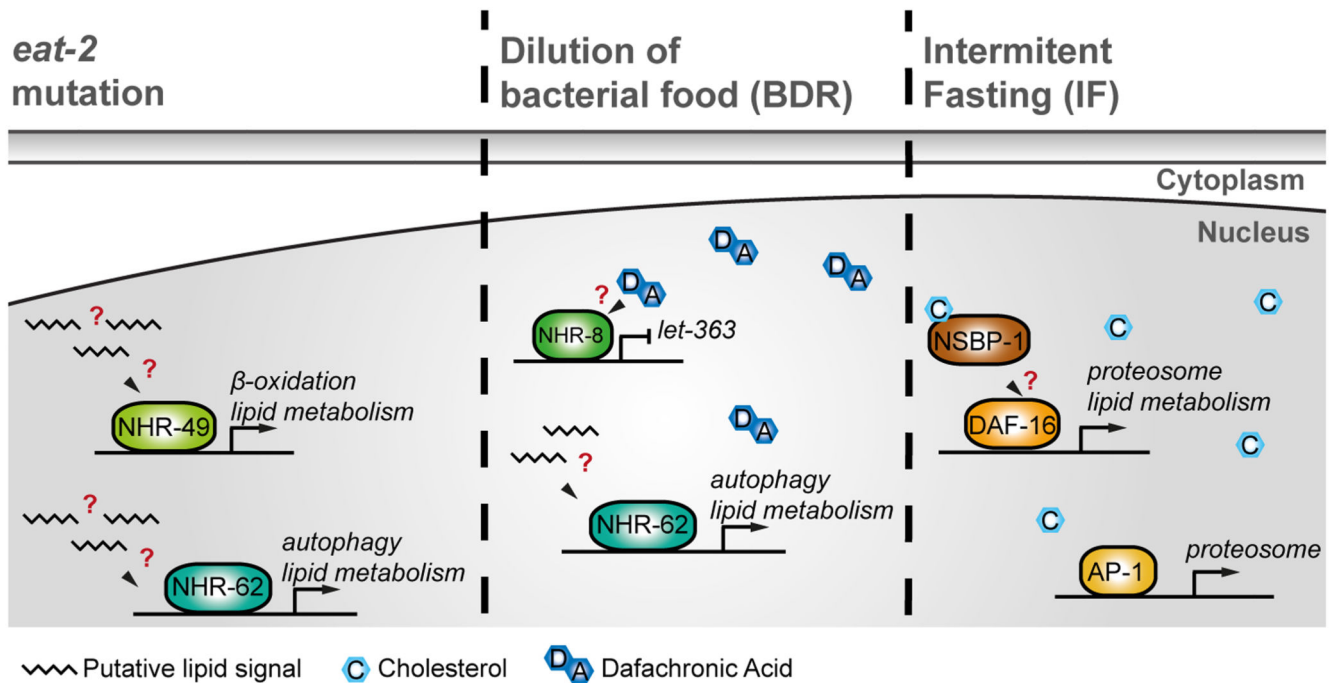 eat-2
mutation
Dilution of
bacterial food (BDR)
Intermitent
Fasting (IF)
Cytoplasm
Nucleus
?
?
NHR-49
β-oxidation
lipid metabolism
?
?
NHR-62
autophagy
lipid metabolism
D A
D A
D A
?
NHR-8
let-363
D A
?
NHR-62
autophagy
lipid metabolism
C
NSBP-1
C
C
?
DAF-16
proteosome
lipid metabolism
C
C
AP-1
proteosome
Putative lipid signal
C Cholesterol
D A Dafachronic Acid